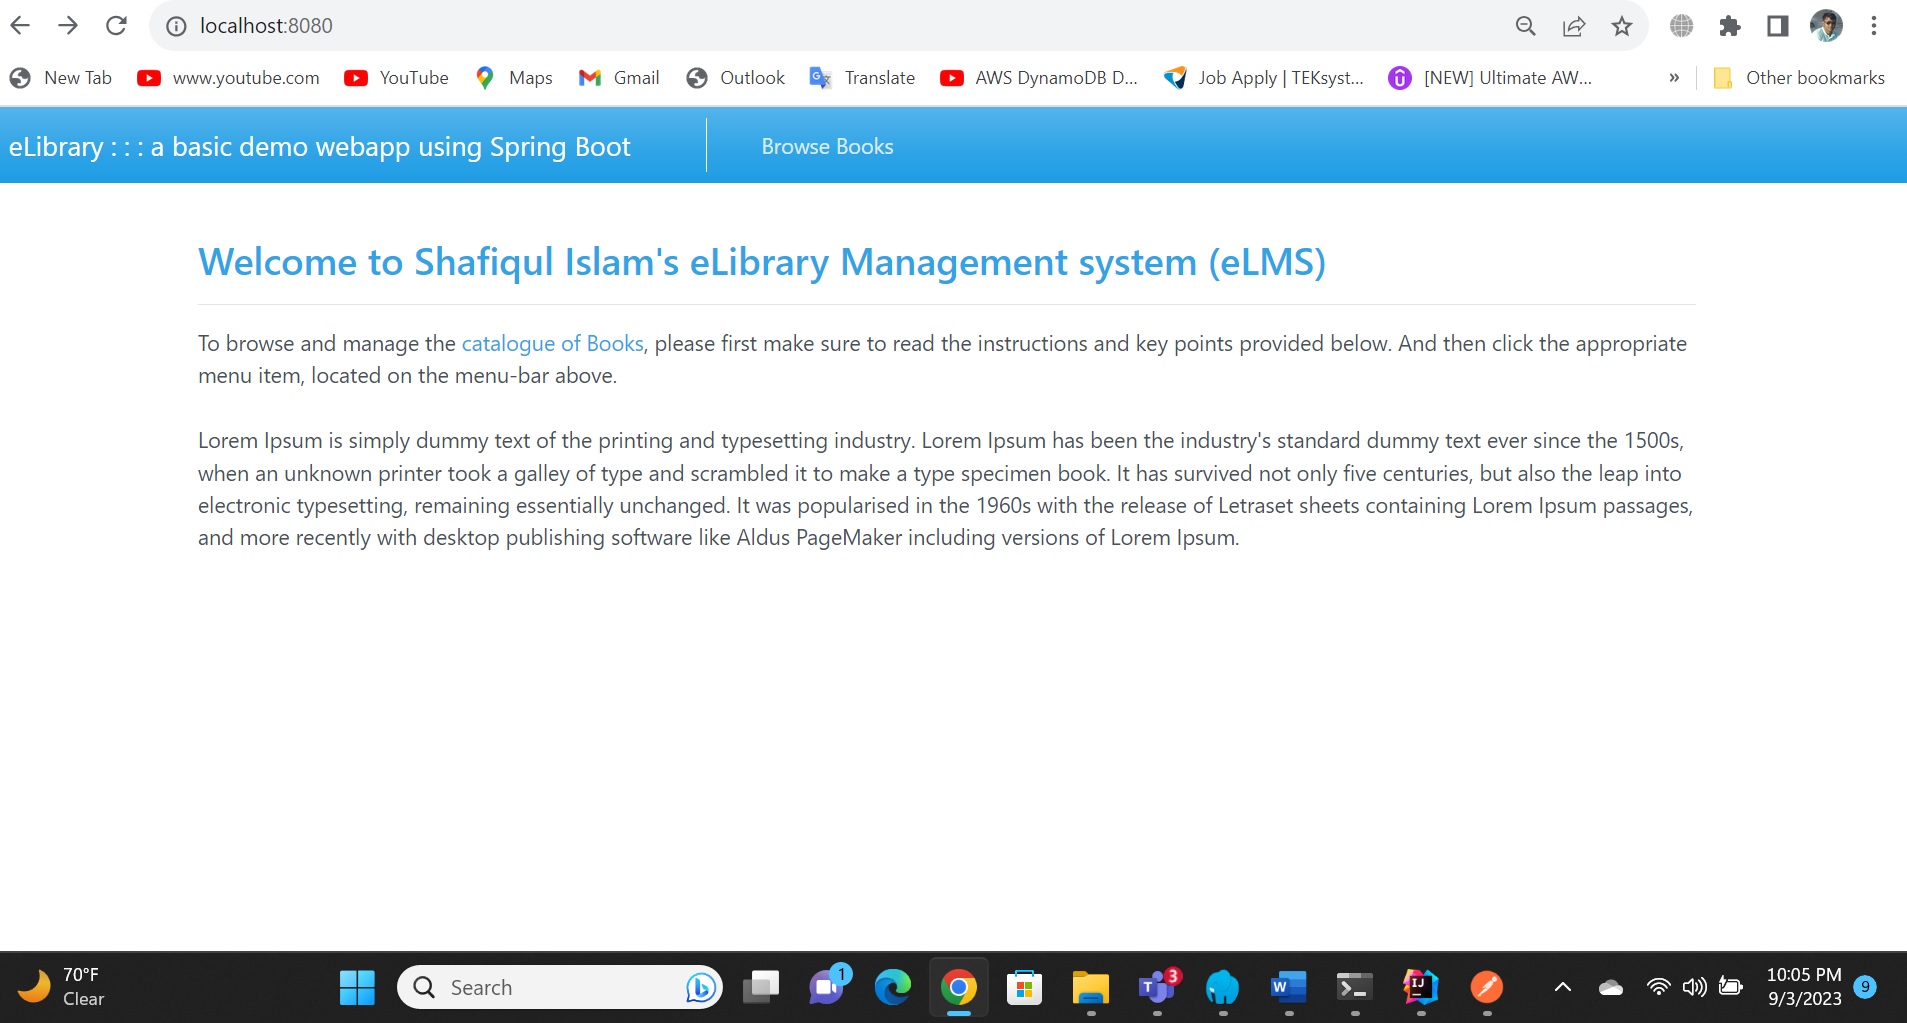 localhost:8080
New Tab www.youtube.com YouTube Maps Gmail Outlook Translate AWS DynamoDB D... Job Apply | TEKsyst... [NEW] Ultimate AW... » Other bookmarks
eLibrary : : : a basic demo webapp using Spring Boot Browse Books
Welcome to Shafiqul Islam's eLibrary Management system (eLMS)
To browse and manage the catalogue of Books, please first make sure to read the instructions and key points provided below. And then click the appropriate
menu item, located on the menu-bar above.
Lorem Ipsum is simply dummy text of the printing and typesetting industry. Lorem Ipsum has been the industry's standard dummy text ever since the 1500s,
when an unknown printer took a galley of type and scrambled it to make a type specimen book. It has survived not only five centuries, but also the leap into
electronic typesetting, remaining essentially unchanged. It was popularised in the 1960s with the release of Letraset sheets containing Lorem Ipsum passages,
and more recently with desktop publishing software like Aldus PageMaker including versions of Lorem Ipsum.
70°F
Clear
Search
1
T 3
W
IJ
10:05 PM
9/3/2023
9